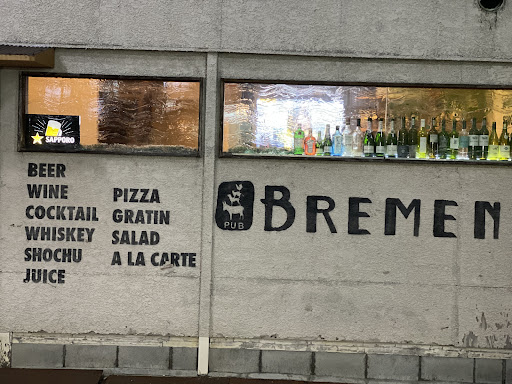 SAPPORO
BEER
WINE
COCKTAIL
WHISKEY
SHOCHU
JUICE
PIZZA
GRATIN
SALAD
A LA CARTE
PUB
BREMEN